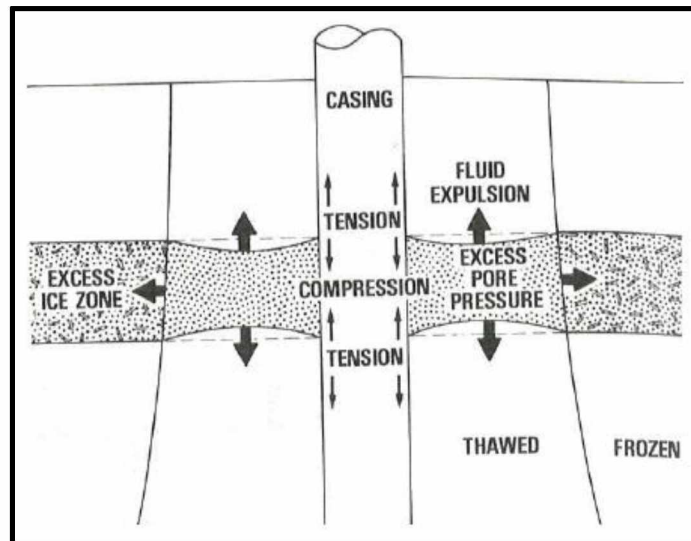 CASING
FLUID
EXPULSION
TENSION
EXCESS
ICE ZONE
COMPRESSION
EXCESS
PORE
PRESSURE
TENSION
THAWED
FROZEN